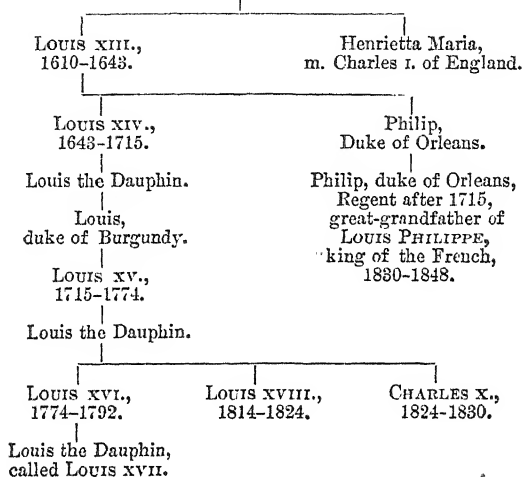 Louis XIII.,
1610-1643.
Henrietta Maria,
m. Charles I. of England.
Louis XIV.,
1643-1715.
Philip,
Duke of Orleans.
Louis the Dauphin.
Louis,
duke of Burgundy.
Philip, duke of Orleans,
Regent after 1715,
great-grandfather of
Louis Philippe,
king of the French,
1830-1848.
Louis XV.,
1715-1774.
Louis the Dauphin.
Louis XVI.,
1774-1792.
Louis XVIII.,
1814-1824.
Charles X.,
1824-1830.
Louis the Dauphin,
called Louis XVII.